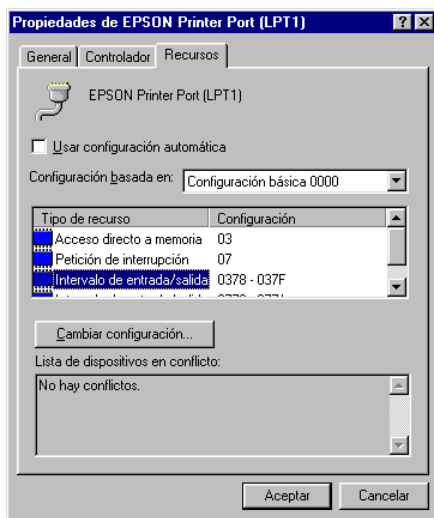 Propiedades de EPSON Printer Port (LPT1)
General Controlador Recursos
EPSON Printer Port (LPT1)
Usar configuración automática
Configuración basada en: Configuración básica 0000
Tipo de recurso Configuración
Acceso directo a memoria 03
Petición de interrupción 07
Intervalo de entrada/salida 0378 - 037F
Cambiar configuración...
Lista de dispositivos en conflicto:
No hay conflictos.
Aceptar Cancelar